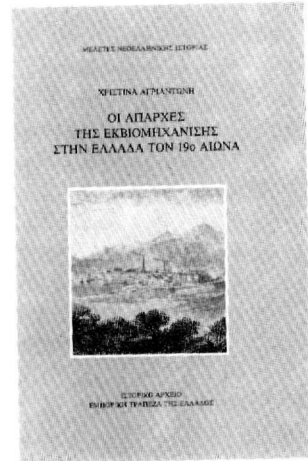 ΜΕΛΕΤΕΣ ΝΕΟΕΛΛΗΝΙΚΗΣ ΙΣΤΟΡΙΑΣ
ΧΡΙΣΤΙΝΑ ΑΓΡΙΑΝΤΩΝΗ
ΟΙ ΑΠΑΡΧΕΣ
ΤΗΣ ΕΚΒΙΟΜΗΧΑΝΙΣΗΣ
ΣΤΗΝ ΕΛΛΑΔΑ ΤΟΝ 19ο ΑΙΩΝΑ
ΙΣΤΟΡΙΚΟ ΑΡΧΕΙΟ
ΕΜΠΟΡΙΚΗ ΤΡΑΠΕΖΑ ΤΗΣ ΕΛΛΑΔΟΣ